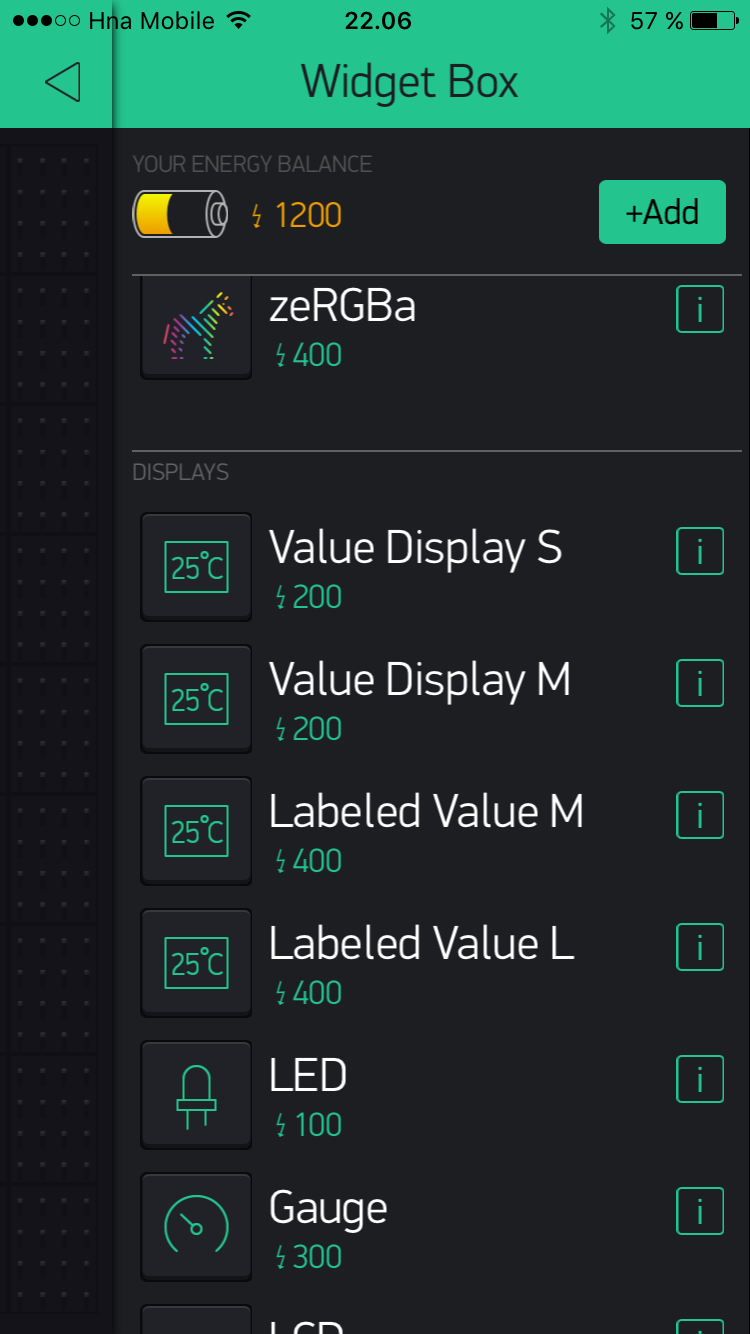 Hna Mobile 22.06 57 %
Widget Box
YOUR ENERGY BALANCE
1200
+Add
zeRGBa
i
400
DISPLAYS
25°C
Value Display S
i
200
25°C
Value Display M
i
200
25°C
Labeled Value M
i
400
25°C
Labeled Value L
i
400
LED
i
100
Gauge
i
300